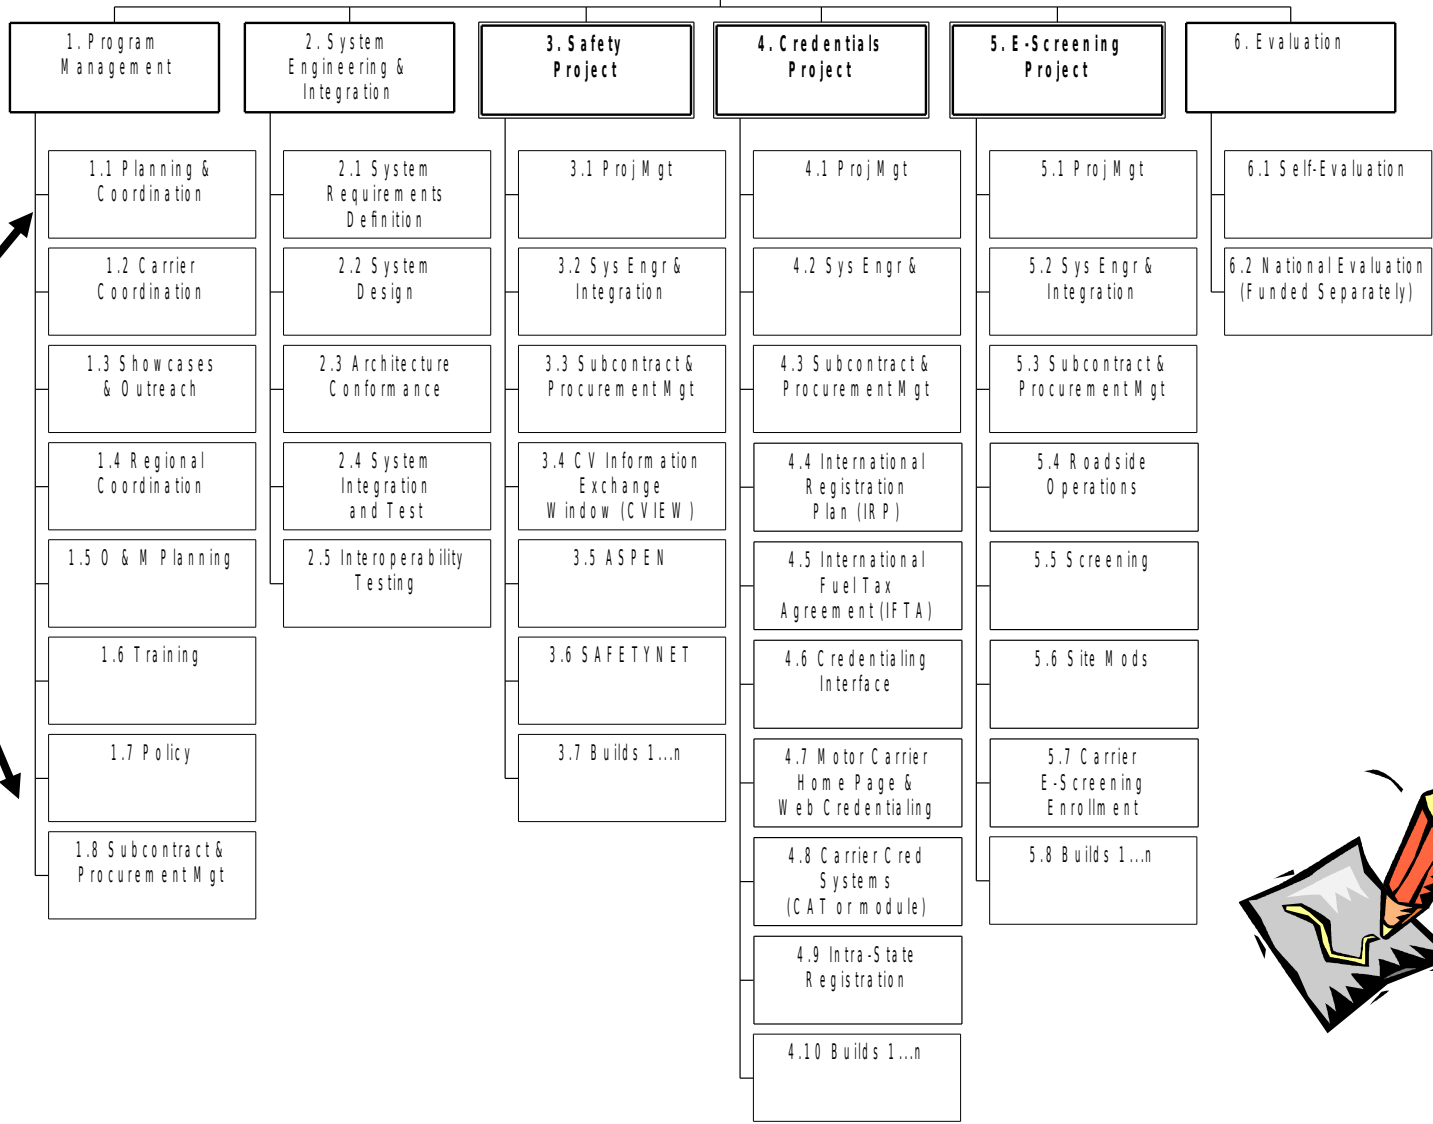 1. Program
Management
2. System
Engineering &
Integration
3. Safety
Project
4. Credentials
Project
5. E-Screening
Project
6. Evaluation
1.1 Planning &
Coordination
1.2 Carrier
Coordination
1.3 Showcases
& Outreach
1.4 Regional
Coordination
1.5 O & M Planning
1.6 Training
1.7 Policy
1.8 Subcontract &
Procurement Mgt
2.1 System
Requirements
Definition
2.2 System
Design
2.3 Architecture
Conformance
2.4 System
Integration
and Test
2.5 Interoperability
Testing
3.1 Proj Mgt
3.2 Sys Engr &
Integration
3.3 Subcontract &
Procurement Mgt
3.4 CV Information
Exchange
Window (CVIEW)
3.5 ASPEN
3.6 SAFETYNET
3.7 Builds 1...n
4.1 Proj Mgt
4.2 Sys Engr &
4.3 Subcontract &
Procurement Mgt
4.4 International
Registration
Plan (IRP)
4.5 International
Fuel Tax
Agreement (IFTA)
4.6 Credentialing
Interface
4.7 Motor Carrier
Home Page &
Web Credentialing
4.8 Carrier Cred
Systems
(CAT or module)
4.9 Intra-State
Registration
4.10 Builds 1...n
5.1 Proj Mgt
5.2 Sys Engr &
Integration
5.3 Subcontract &
Procurement Mgt
5.4 Roadside
Operations
5.5 Screening
5.6 Site Mods
5.7 Carrier
E-Screening
Enrollment
5.8 Builds 1...n
6.1 Self-Evaluation
6.2 National Evaluation
(Funded Separately)